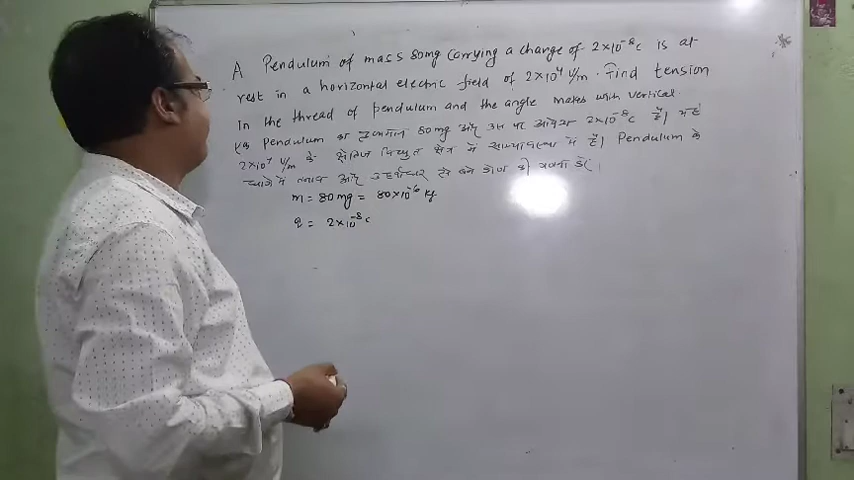 A Pendulum of mass 80mg carrying a charge of 2×10⁻⁸c is at
rest in a horizontal electric field of 2×10⁴ V/m. Find tension
in the thread of pendulum and the angle makes with vertical.
एक Pendulum का द्रव्यमान 80mg और उस पर आवेश 2×10⁻⁸c है। यह
2×10⁴ V/m के क्षैतिज विद्युत क्षेत्र में साम्यावस्था में है। Pendulum के
धागे में तनाव और उर्ध्वाधर से बने कोण की गणना करें।
m = 80mg = 80×10⁻⁶ kg
q = 2×10⁻⁸c